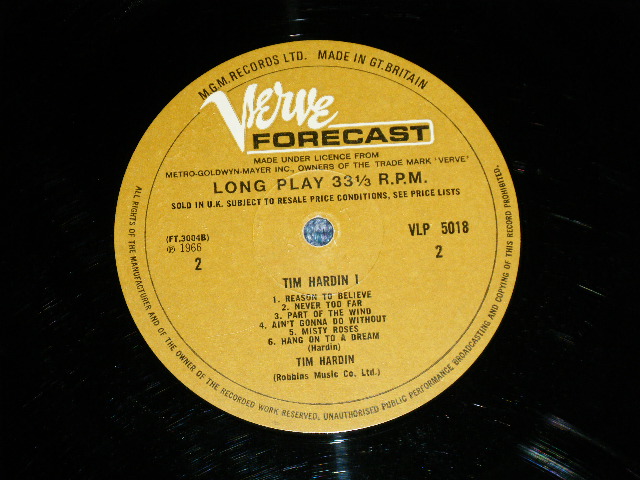 M.G.M. RECORDS LTD. MADE IN GT. BRITAIN
Verve
FORECAST
MADE UNDER LICENCE FROM
METRO-GOLDWYN-MAYER INC., OWNERS OF THE TRADE MARK 'VERVE'
LONG PLAY 33⅓ R.P.M.
SOLD IN U.K. SUBJECT TO RESALE PRICE CONDITIONS, SEE PRICE LISTS
(FT.3004B)
℗ 1966
2
VLP 5018
2
TIM HARDIN 1
1. REASON TO BELIEVE
2. NEVER TOO FAR
3. PART OF THE WIND
4. AIN'T GONNA DO WITHOUT
5. MISTY ROSES
6. HANG ON TO A DREAM
(Hardin)
TIM HARDIN
(Robbins Music Co. Ltd.)
ALL RIGHTS OF THE MANUFACTURER AND OF THE OWNER OF THE RECORDED WORK RESERVED. UNAUTHORISED PUBLIC PERFORMANCE BROADCASTING AND COPYING OF THIS RECORD PROHIBITED.